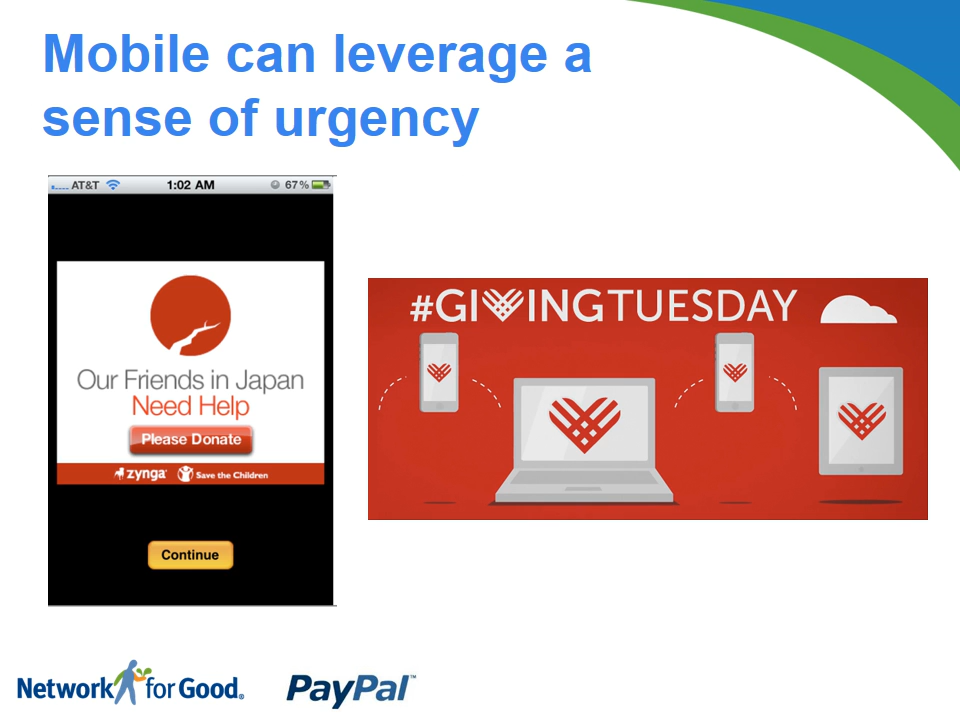 Mobile can leverage a
sense of urgency
AT&T 1:02 AM 67%
Our Friends in Japan
Need Help
Please Donate
zynga Save the Children
Continue
#GIVINGTUESDAY
Network for Good®
PayPal™